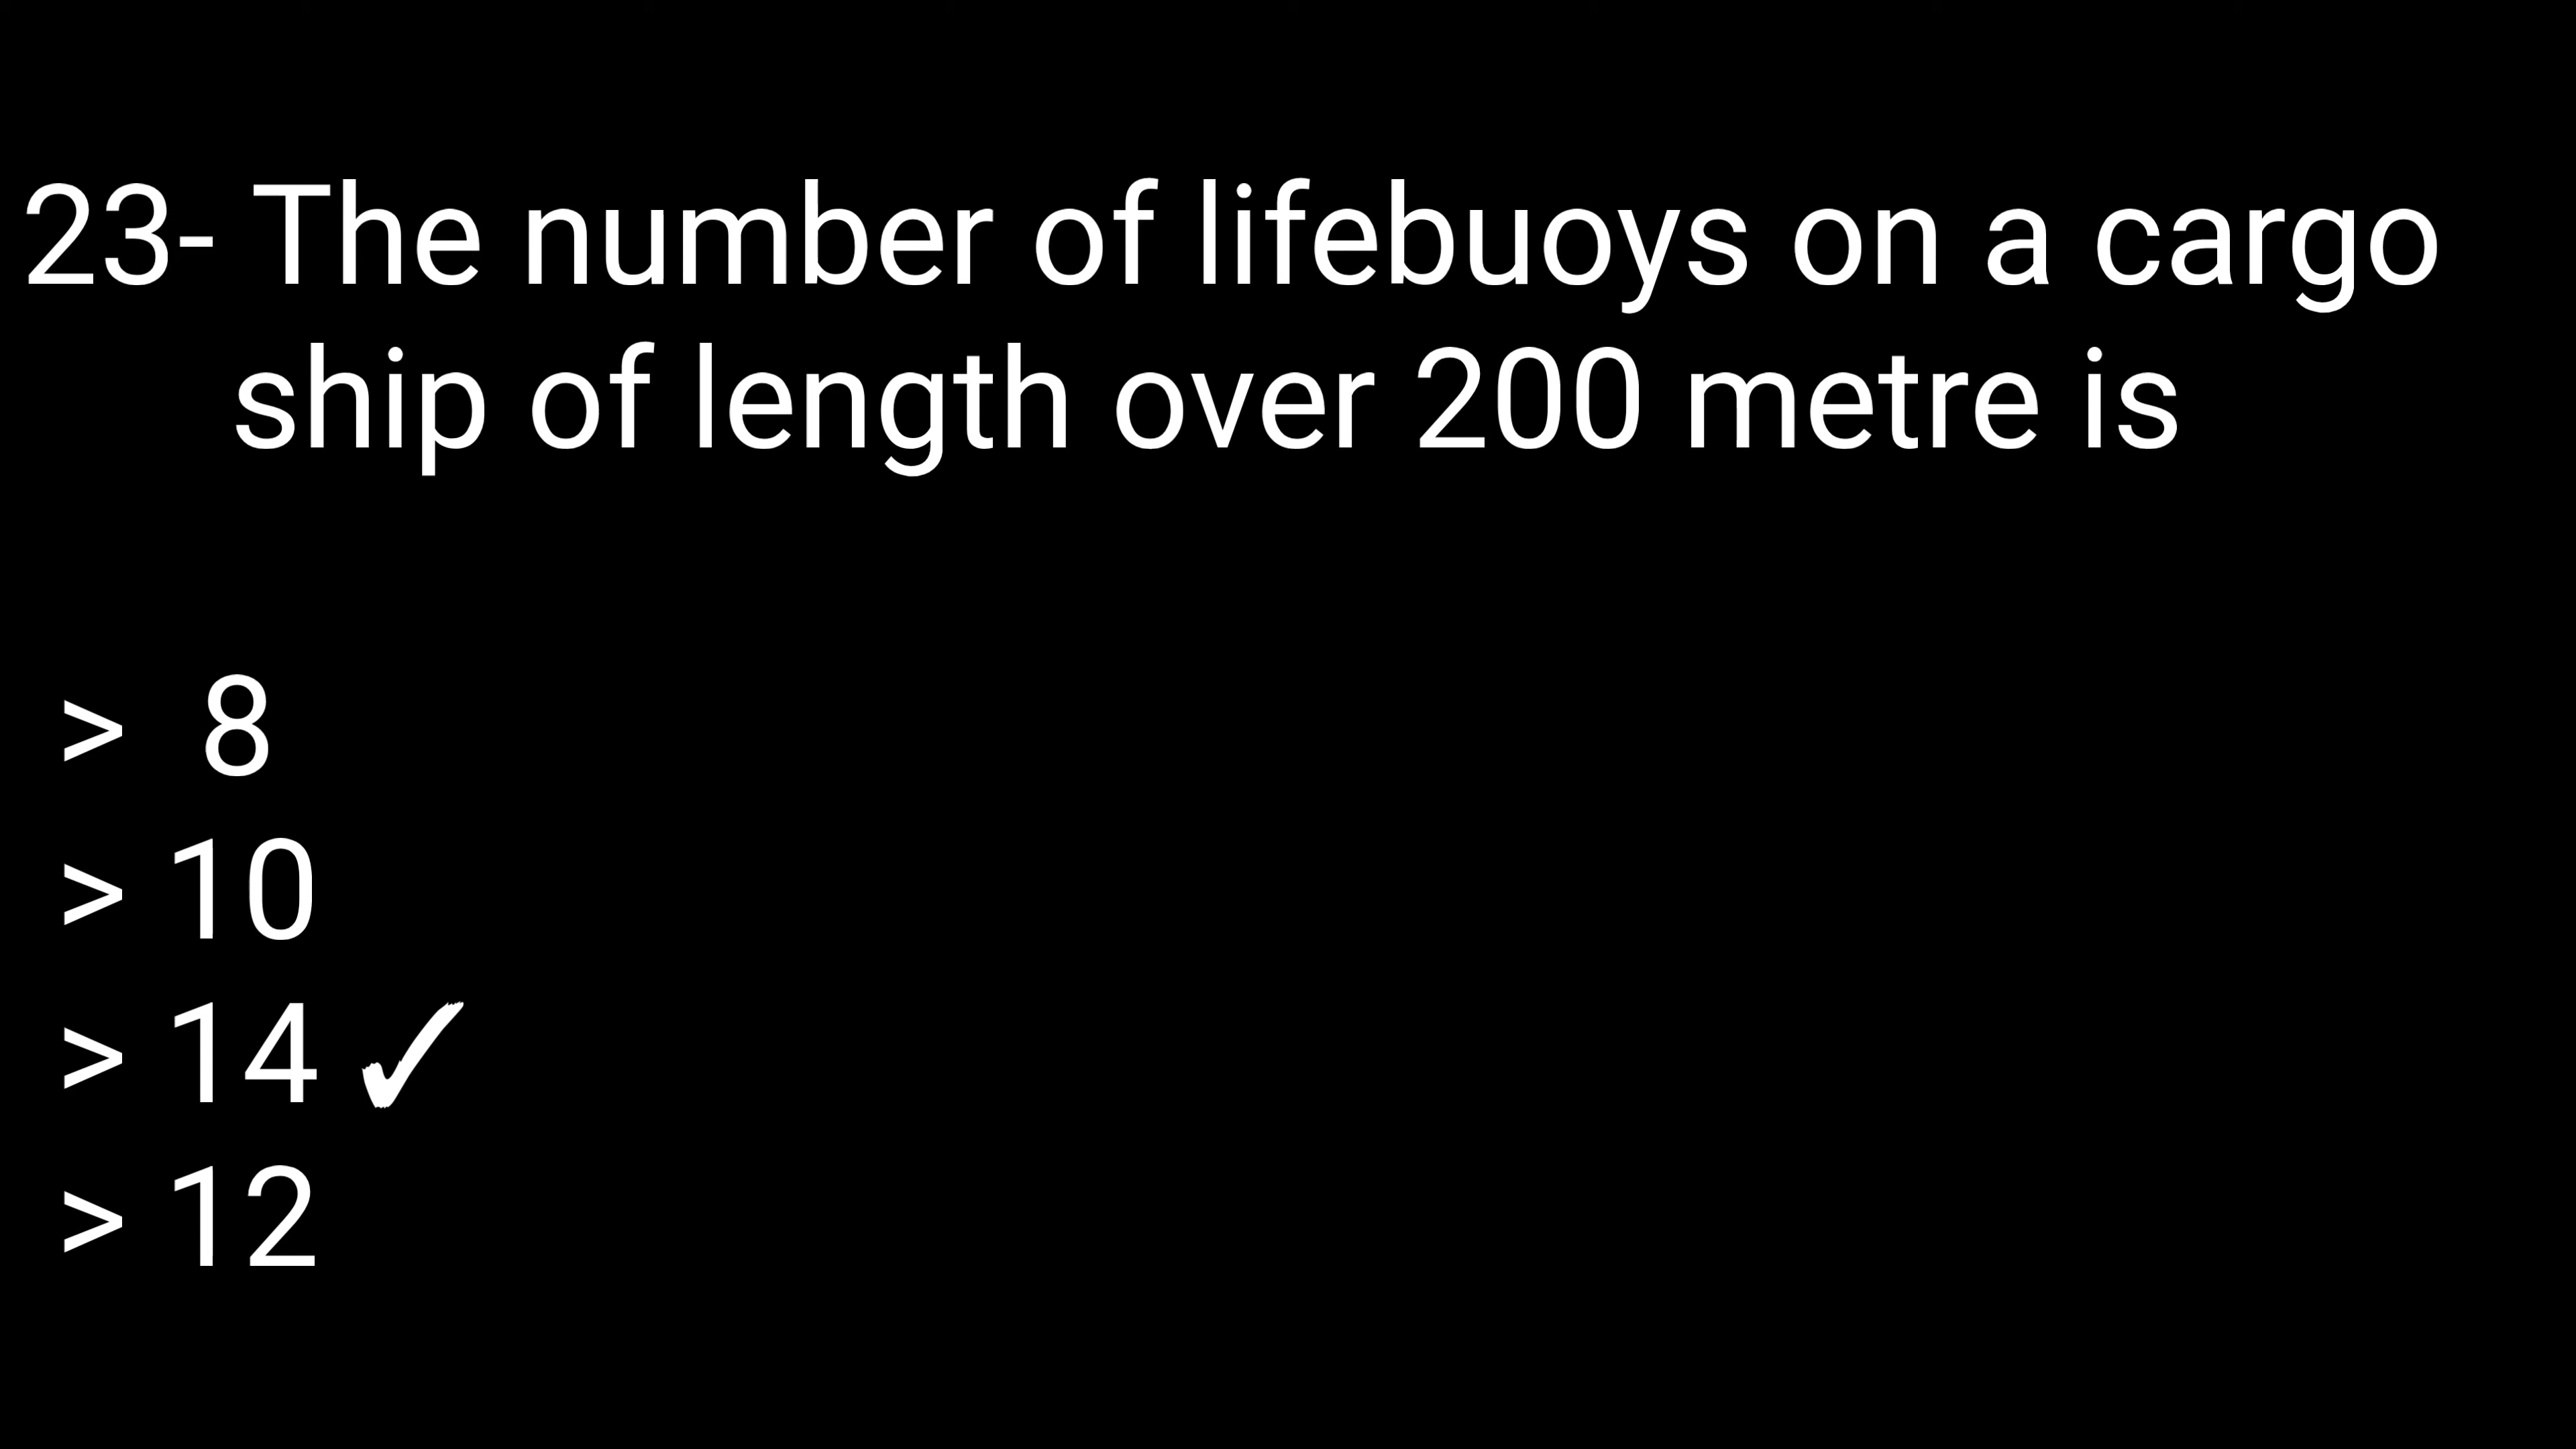 23- The number of lifebuoys on a cargo
ship of length over 200 metre is
> 8
> 10
> 14 ✓
> 12